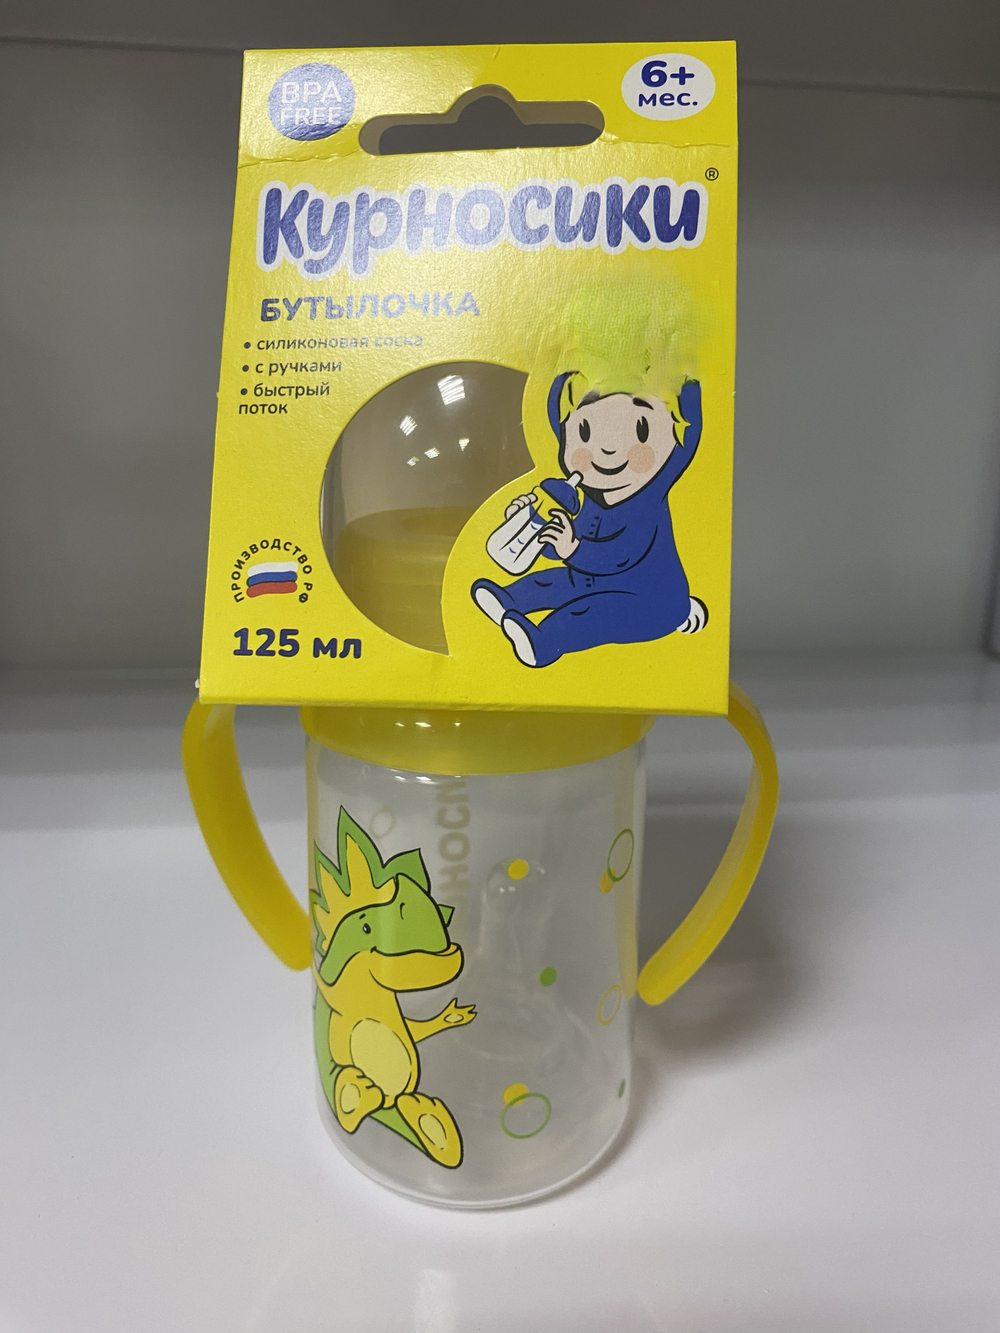 BPA
FREE
6+
мес.
Курносики®
БУТЫЛОЧКА
• силиконовая соска
• с ручками
• быстрый
поток
ПРОИЗВОДСТВО РФ
125 мл